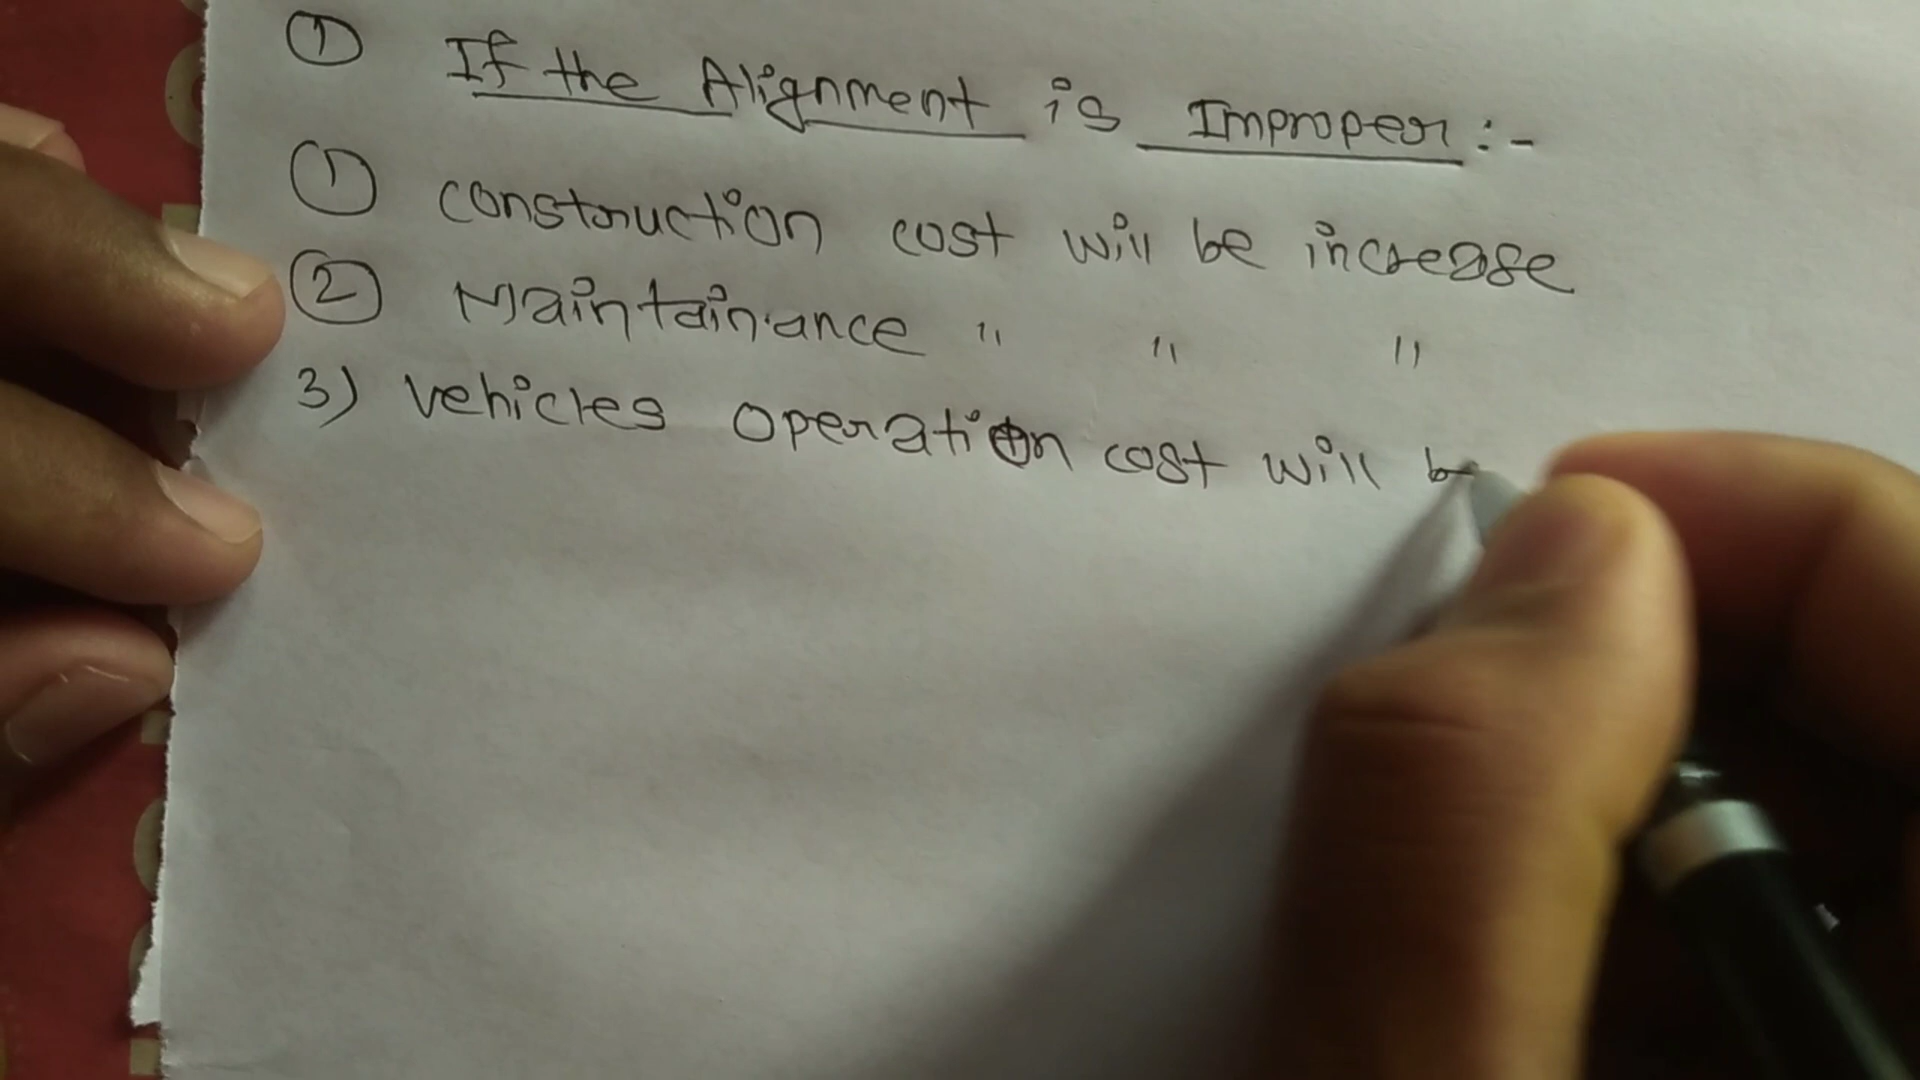 ① If the Alignment is Improper :-
① construction cost will be increase
② Maintainance " " "
3) vehicles operation cost will be